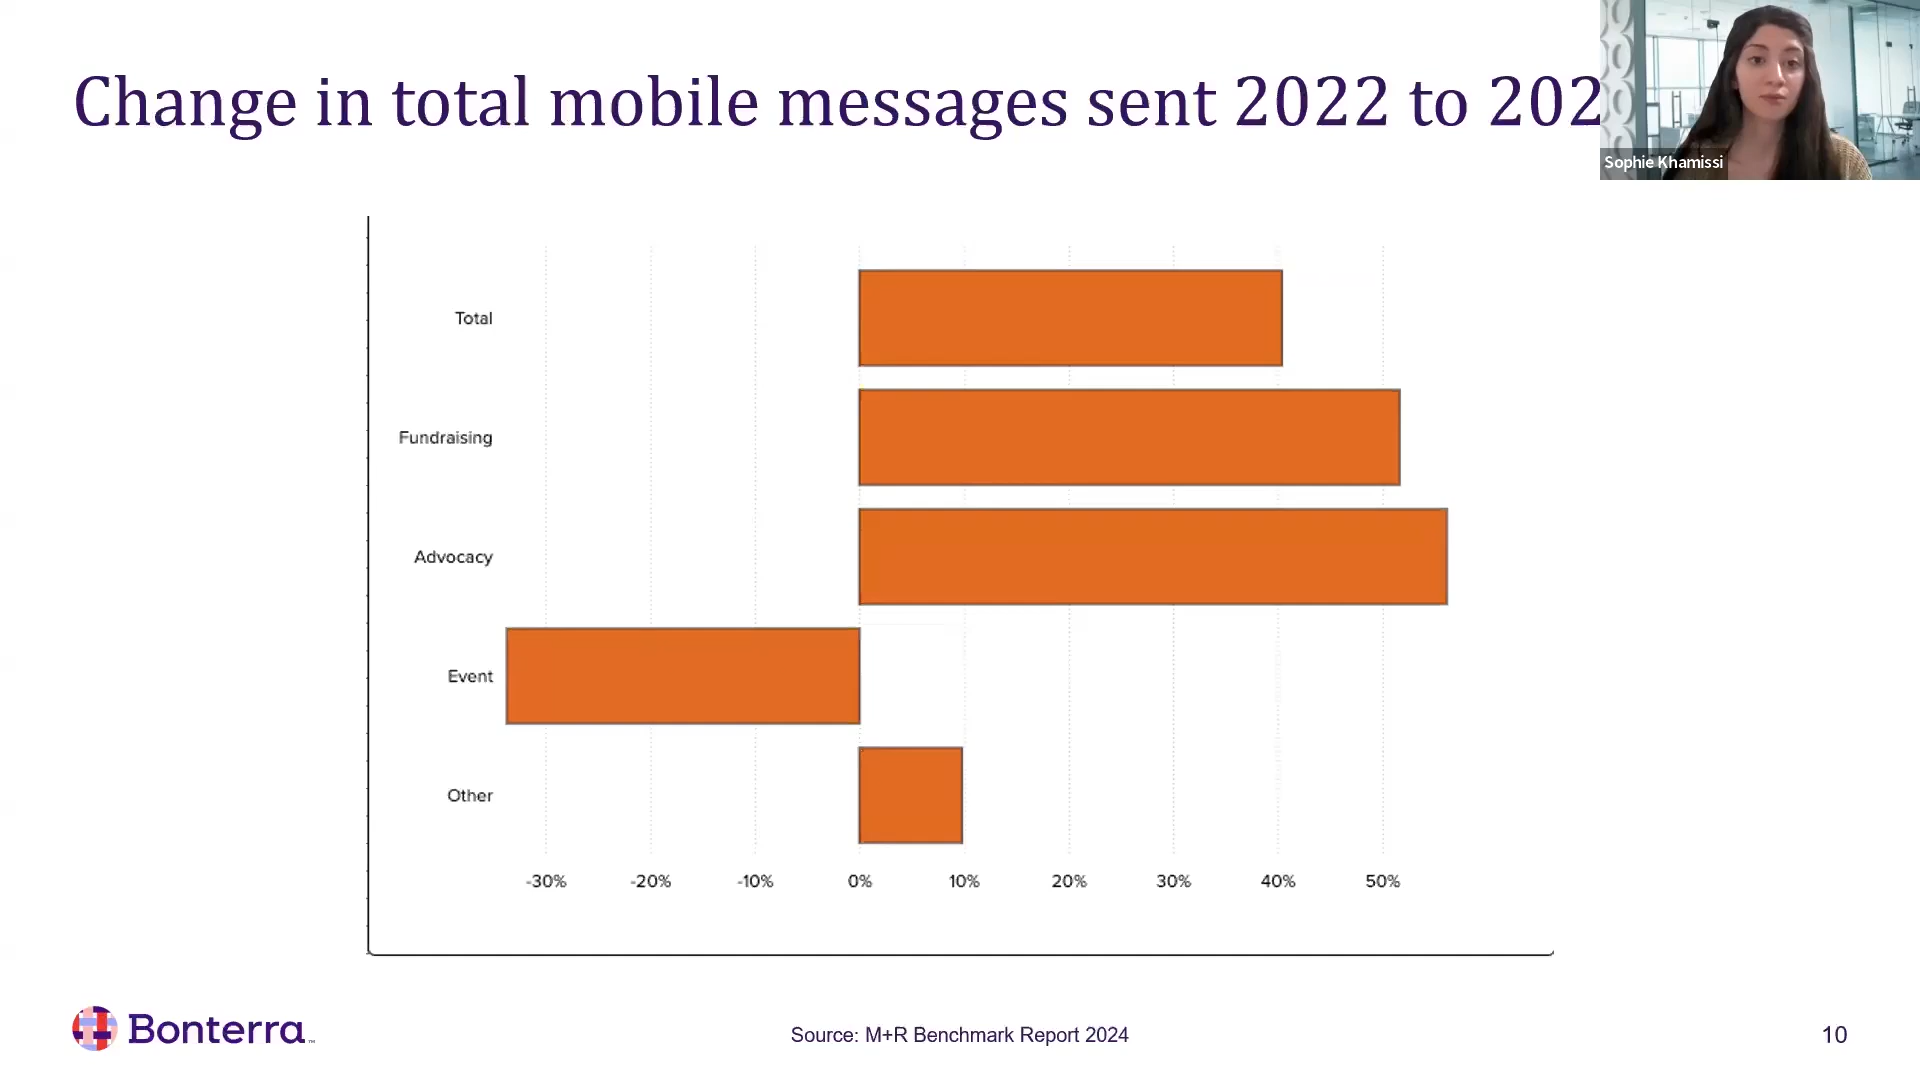 Change in total mobile messages sent 2022 to 202
Sophie Khamissi
Total
Fundraising
Advocacy
Event
Other
-30% -20% -10% 0% 10% 20% 30% 40% 50%
Bonterra™
Source: M+R Benchmark Report 2024
10